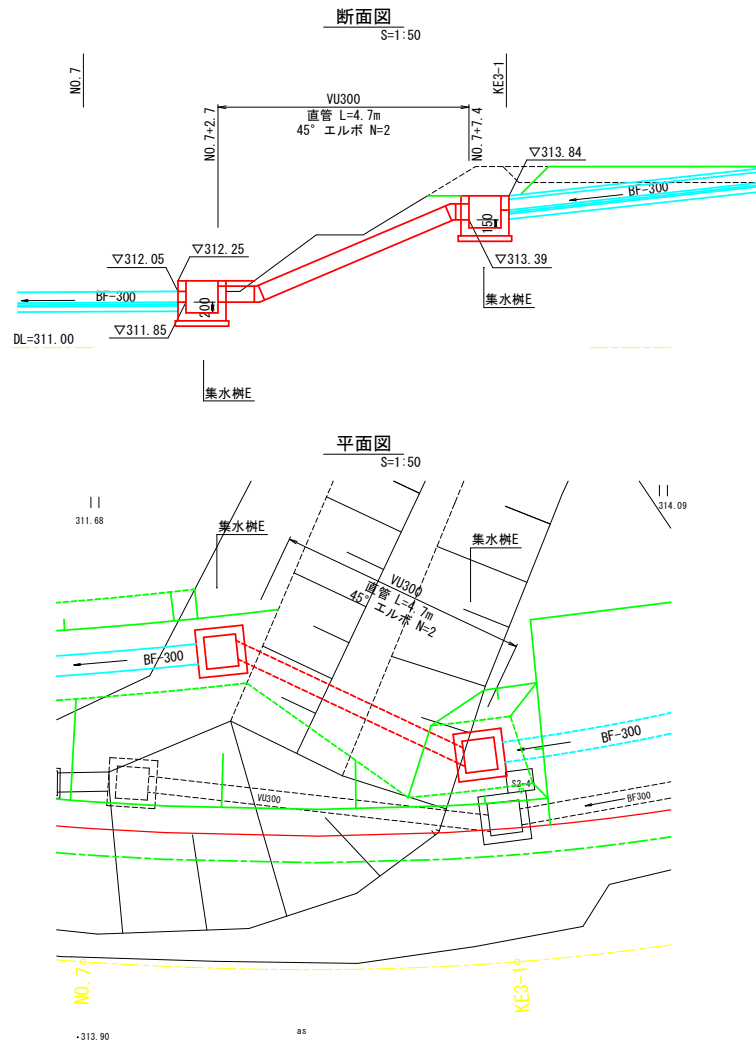 断面図
S=1:50
NO.7
KE3-1
VU300
直管 L=4.7m
45° エルボ N=2
NO.7+2.7
NO.7+7.4
▽313.84
BF-300
150
▽313.39
▽312.25
▽312.05
BF-300
200
▽311.85
集水桝E
DL=311.00
集水桝E
平面図
S=1:50
311.68
314.09
集水桝E
集水桝E
VU300
直管 L=4.7m
45° エルボ N=2
BF-300
BF-300
S2-4
VU300
BF300
NO.7
KE3-1
313.90
as